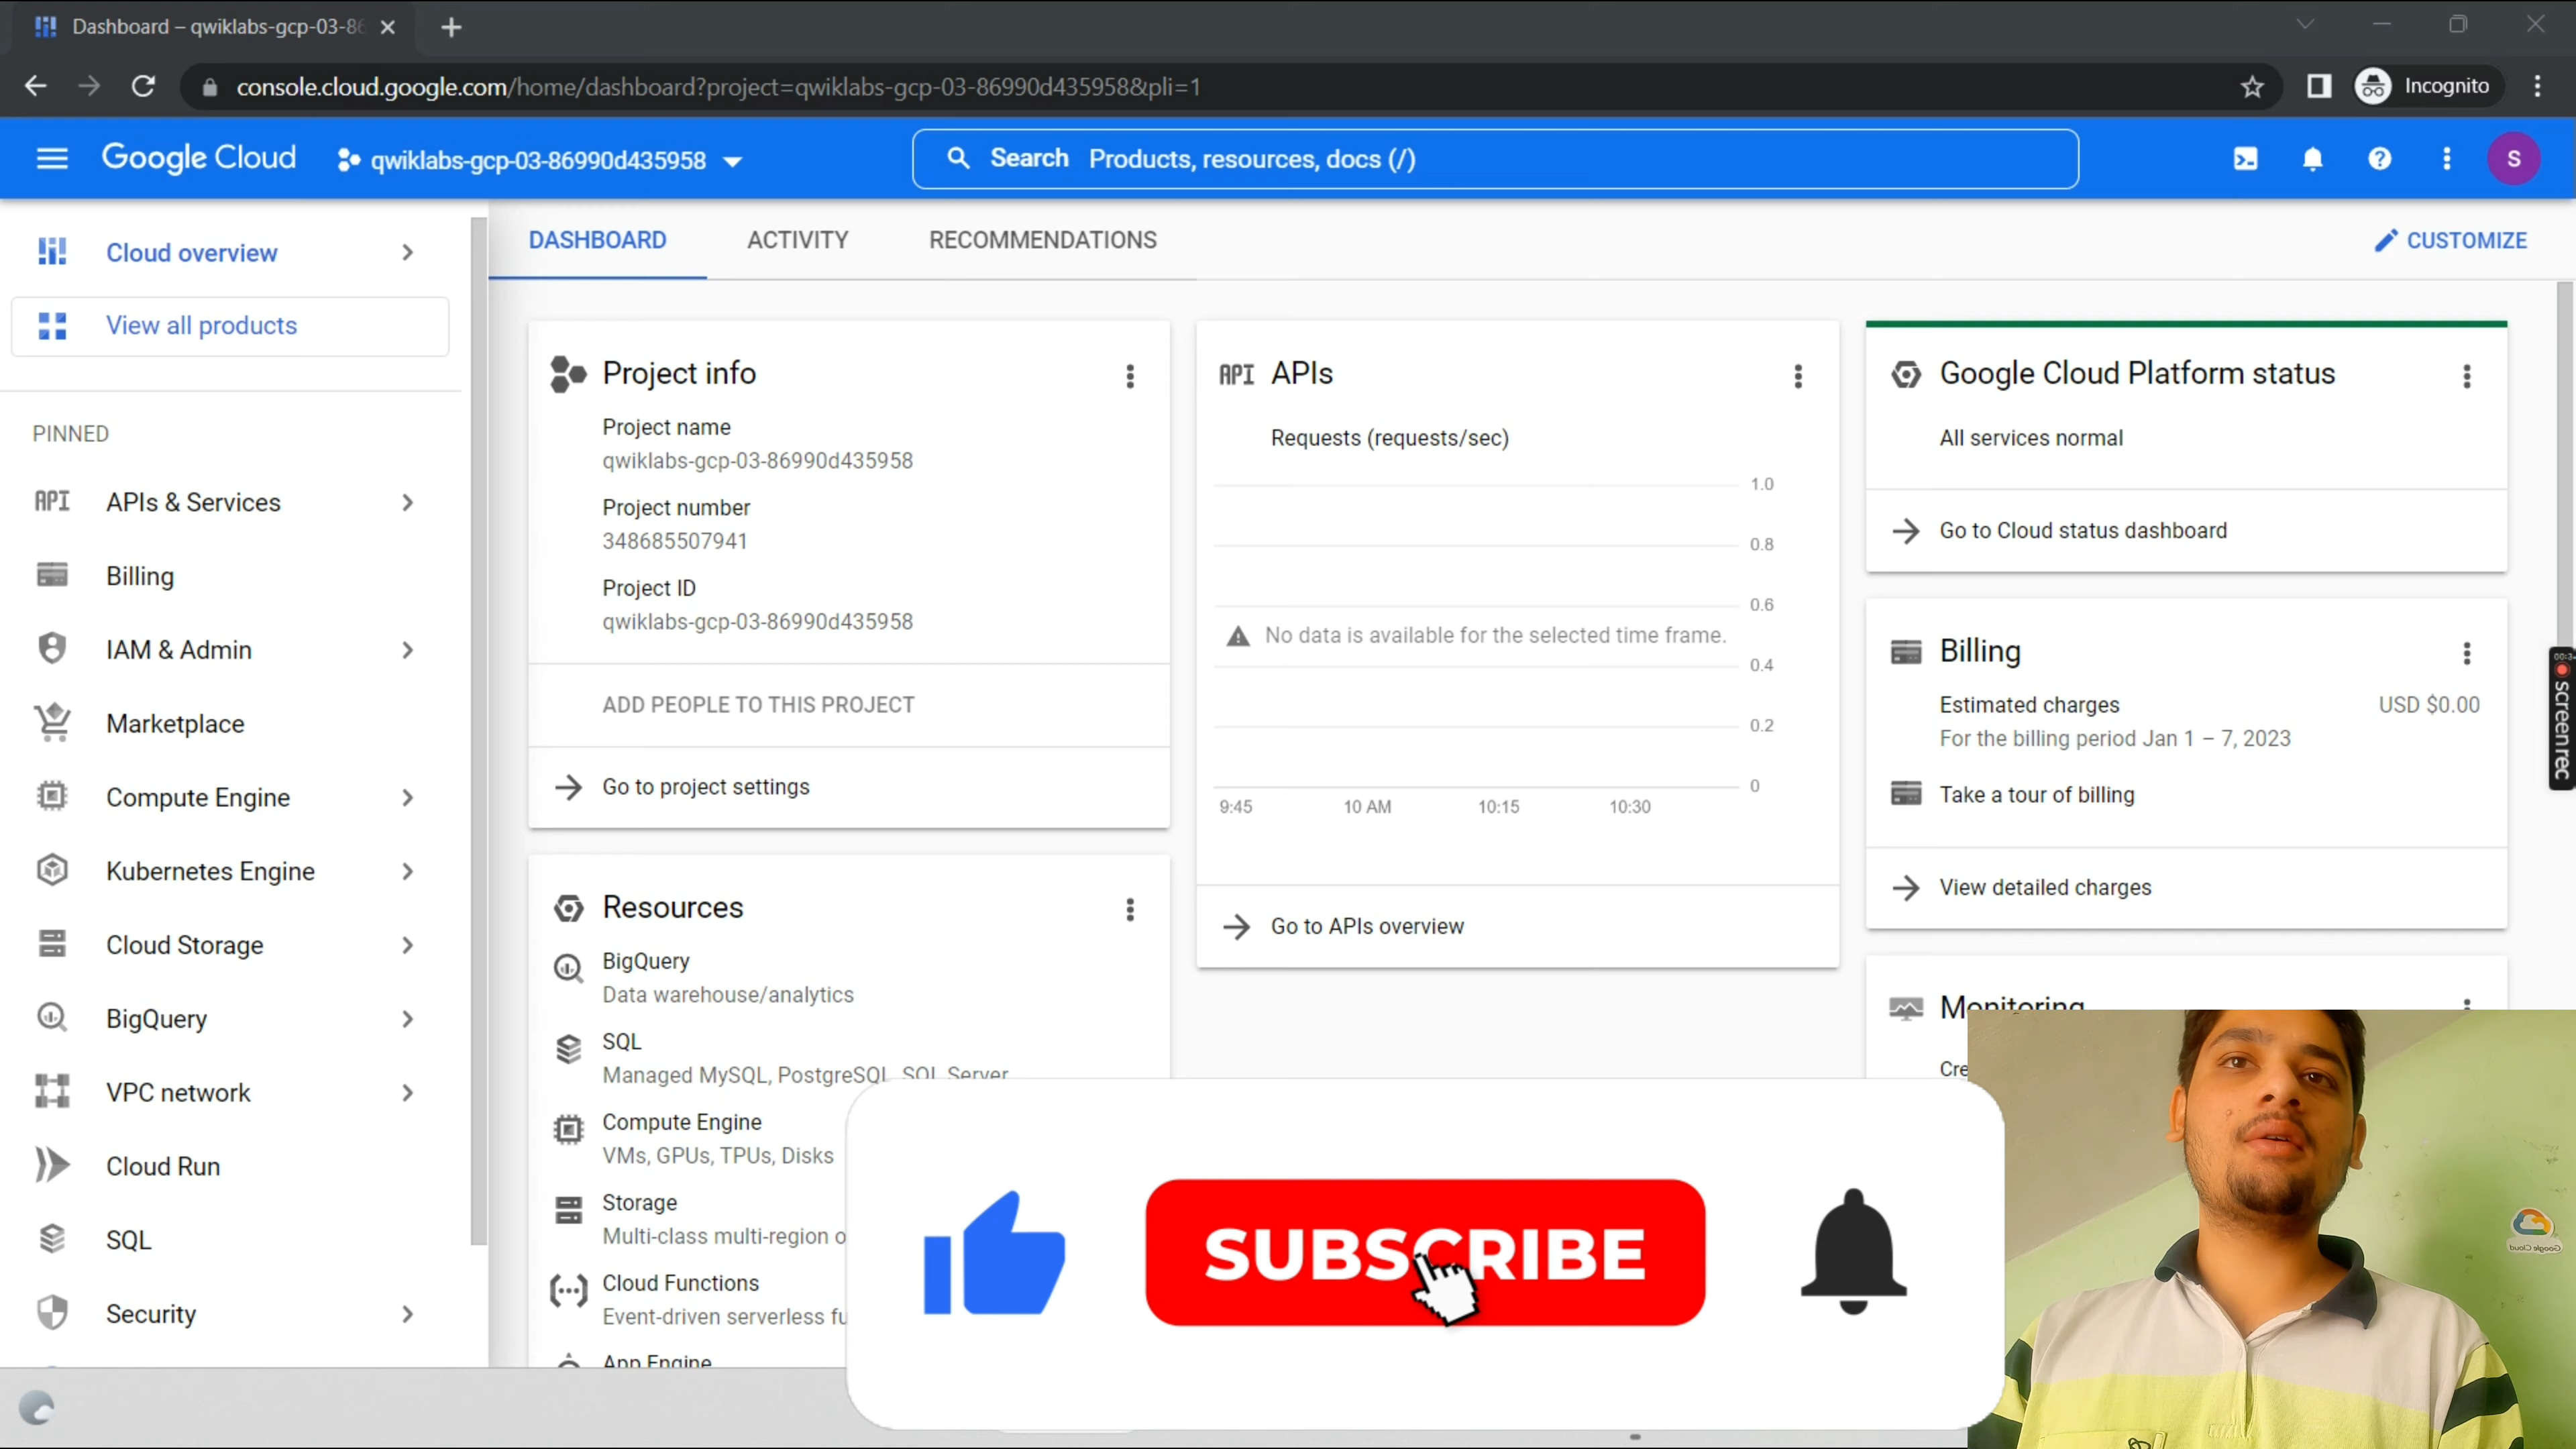 Dashboard – qwiklabs-gcp-03-86
console.cloud.google.com/home/dashboard?project=qwiklabs-gcp-03-86990d435958&pli=1
Incognito
Google Cloud
qwiklabs-gcp-03-86990d435958
Search Products, resources, docs (/)
S
Cloud overview
View all products
PINNED
API APIs & Services
Billing
IAM & Admin
Marketplace
Compute Engine
Kubernetes Engine
Cloud Storage
BigQuery
VPC network
Cloud Run
SQL
Security
DASHBOARD
ACTIVITY
RECOMMENDATIONS
CUSTOMIZE
Project info
Project name
qwiklabs-gcp-03-86990d435958
Project number
348685507941
Project ID
qwiklabs-gcp-03-86990d435958
ADD PEOPLE TO THIS PROJECT
Go to project settings
Resources
BigQuery
Data warehouse/analytics
SQL
Managed MySQL, PostgreSQL, SQL Server
Compute Engine
VMs, GPUs, TPUs, Disks
Storage
Multi-class multi-region o
Cloud Functions
Event-driven serverless fu
App Engine
API APIs
Requests (requests/sec)
1.0
0.8
0.6
No data is available for the selected time frame.
0.4
0.2
0
9:45 10 AM 10:15 10:30
Go to APIs overview
Google Cloud Platform status
All services normal
Go to Cloud status dashboard
Billing
Estimated charges USD $0.00
For the billing period Jan 1 – 7, 2023
Take a tour of billing
View detailed charges
Monitoring
Cre
SUBSCRIBE
screenrec
Google Cloud